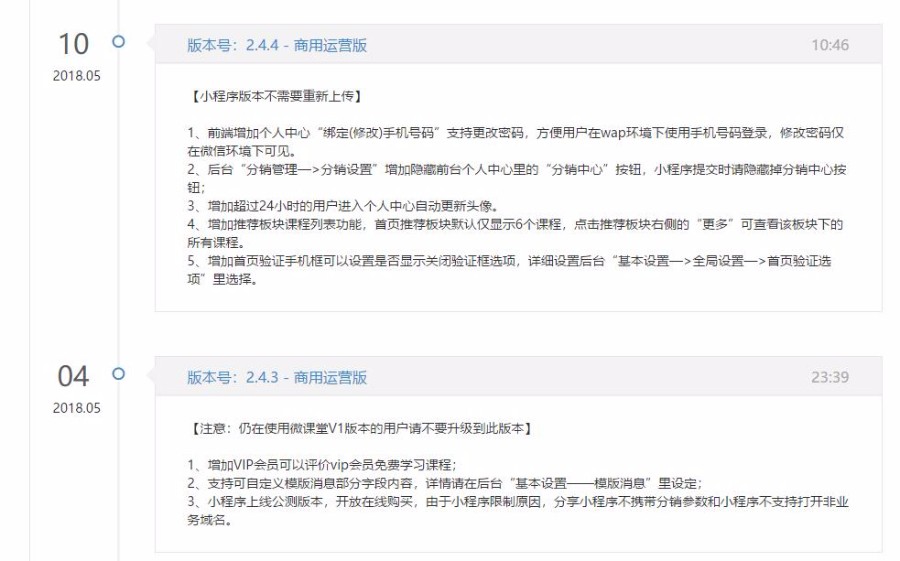 10
2018.05
版本号：2.4.4 - 商用运营版
10:46
【小程序版本不需要重新上传】
1、前端增加个人中心“绑定(修改)手机号码”支持更改密码，方便用户在wap环境下使用手机号码登录，修改密码仅
在微信环境下可见。
2、后台“分销管理—>分销设置”增加隐藏前台个人中心里的“分销中心”按钮，小程序提交时请隐藏掉分销中心按
钮；
3、增加超过24小时的用户进入个人中心自动更新头像。
4、增加推荐板块课程列表功能，首页推荐板块默认仅显示6个课程，点击推荐板块右侧的“更多”可查看该板块下的
所有课程。
5、增加首页验证手机框可以设置是否显示关闭验证框选项，详细设置后台“基本设置—>全局设置—>首页验证选
项”里选择。
04
2018.05
版本号：2.4.3 - 商用运营版
23:39
【注意：仍在使用微课堂V1版本的用户请不要升级到此版本】
1、增加VIP会员可以评价vip会员免费学习课程；
2、支持可自定义模版消息部分字段内容，详情请在后台“基本设置——模版消息”里设定；
3、小程序上线公测版本，开放在线购买，由于小程序限制原因，分享小程序不携带分销参数和小程序不支持打开非业
务域名。